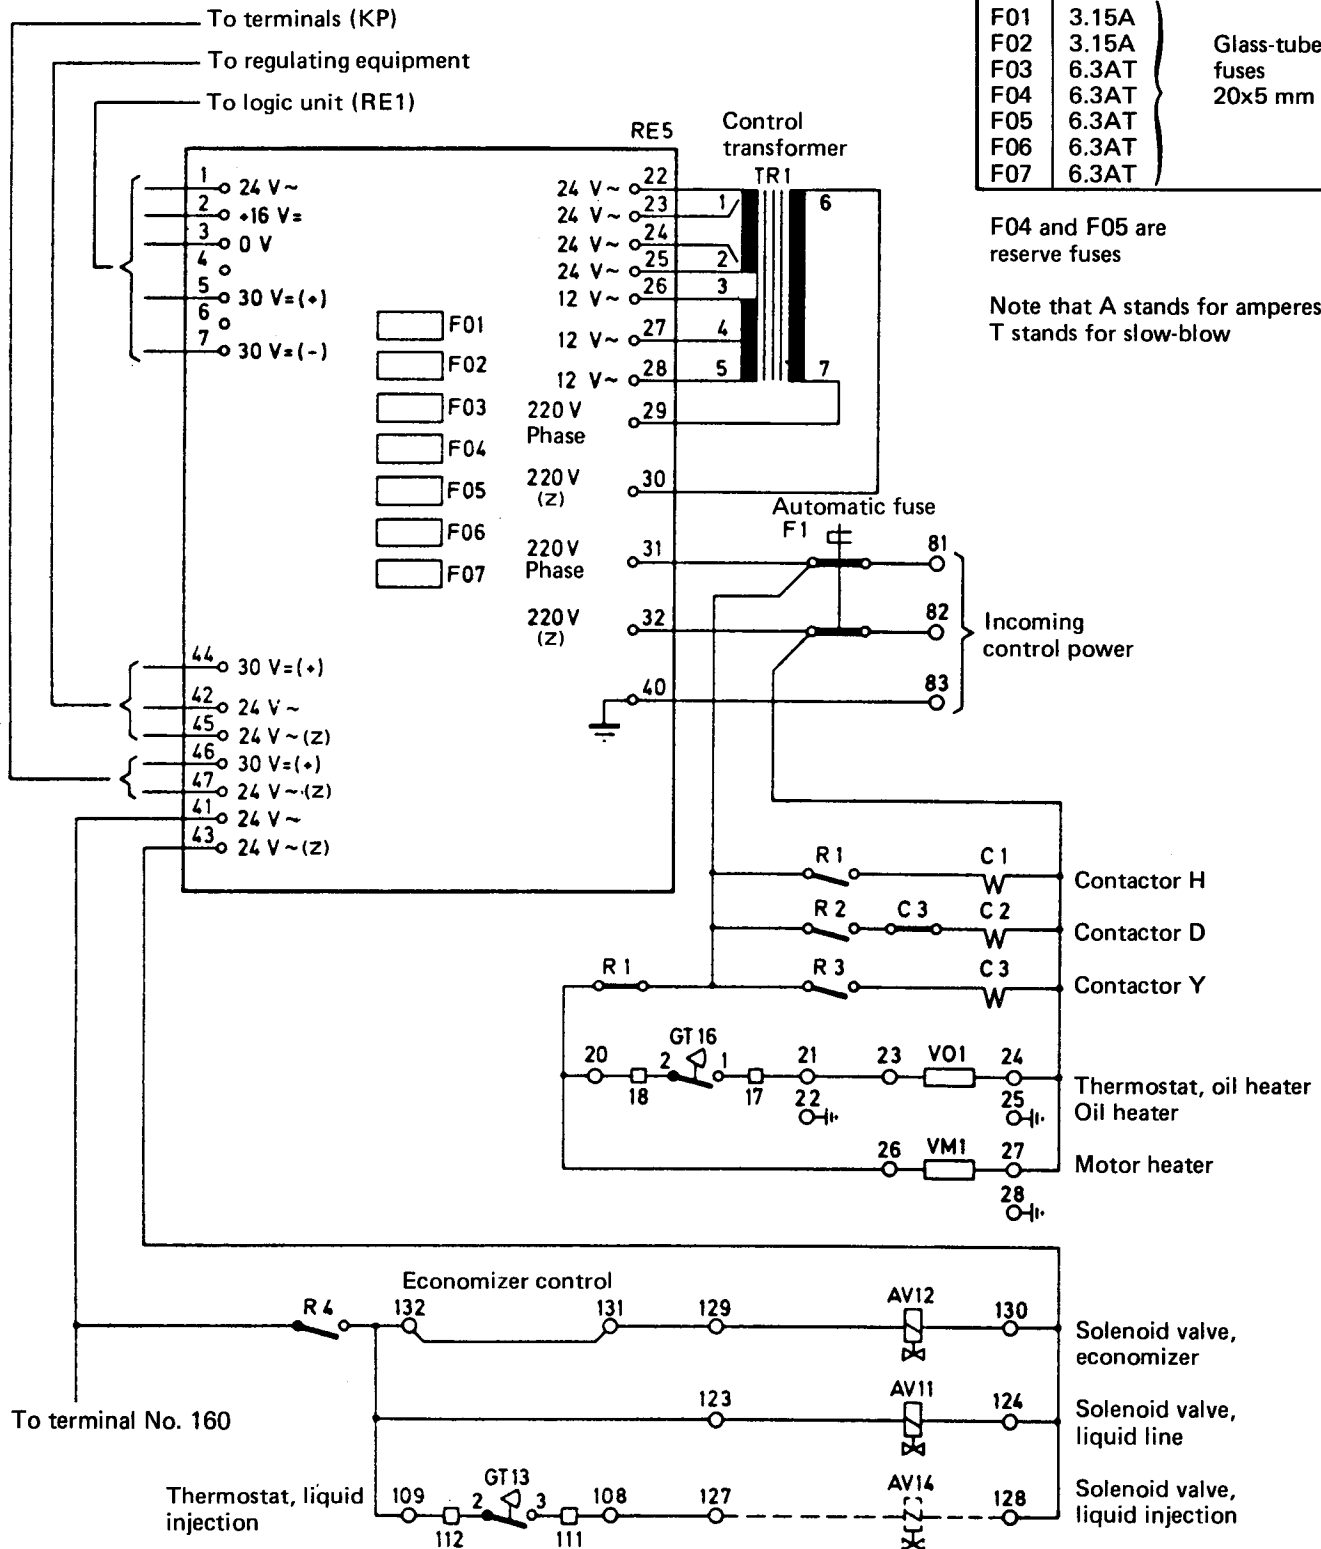 To terminals (KP)
To regulating equipment
To logic unit (RE1)
F01 3.15A
F02 3.15A
F03 6.3AT
F04 6.3AT
F05 6.3AT
F06 6.3AT
F07 6.3AT
Glass-tube
fuses
20x5 mm
F04 and F05 are
reserve fuses
Note that A stands for amperes
T stands for slow-blow
RE5
Control
transformer
TR1
1 24 V~
2 +16 V=
3 0 V
4
5 30 V=(+)
6
7 30 V=(-)
24 V~ 22
24 V~ 23
24 V~ 24
24 V~ 25
12 V~ 26
12 V~ 27
12 V~ 28
220 V
Phase
29
220 V
(Z)
30
220 V
Phase
31
220 V
(Z)
32
40
1
2
3
4
5
6
7
F01
F02
F03
F04
F05
F06
F07
Automatic fuse
F1
81
82
83
Incoming
control power
44 30 V=(+)
42 24 V~
45 24 V~(Z)
46 30 V=(+)
47 24 V~(Z)
41 24 V~
43 24 V~(Z)
R1 C1
Contactor H
R2 C3 C2
Contactor D
R1 R3 C3
Contactor Y
GT16
20 2 1 21 23 VO1 24
18 17 22 25
Thermostat, oil heater
Oil heater
26 VM1 27
Motor heater
28
Economizer control
R4 132 131 129 AV12 130
Solenoid valve,
economizer
To terminal No. 160
123 AV11 124
Solenoid valve,
liquid line
Thermostat, liquid
injection
GT13
109 2 3 108 127 AV14 128
112 111
Solenoid valve,
liquid injection